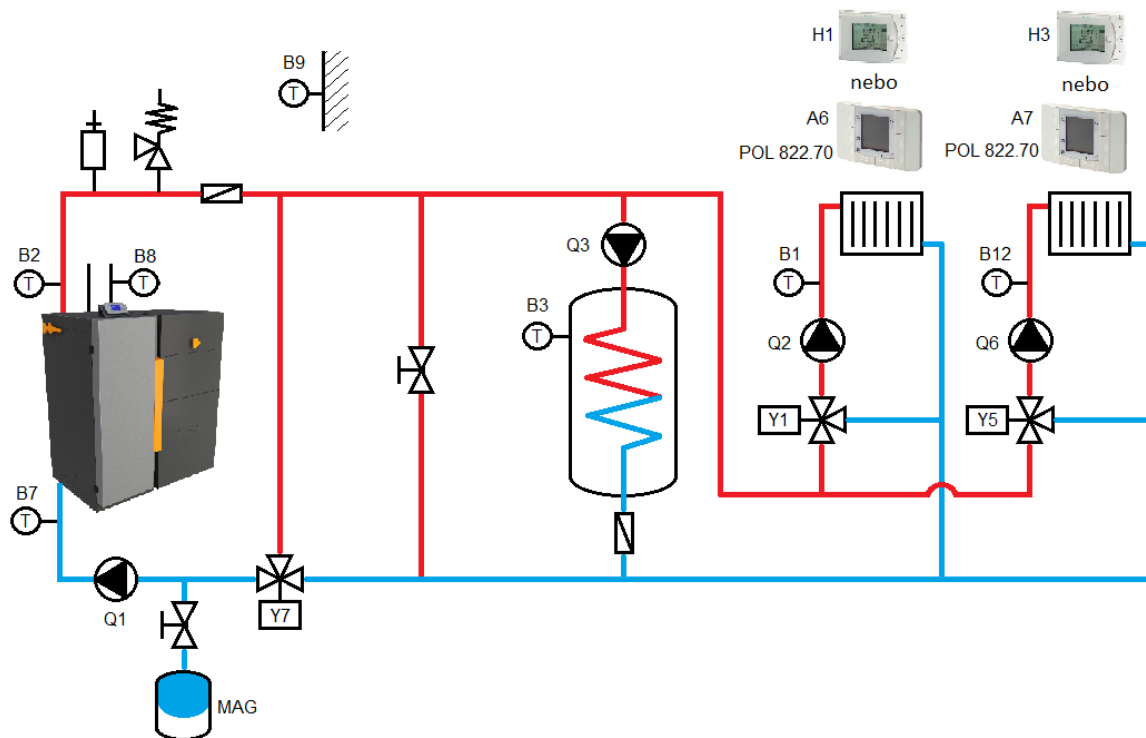 H1
H3
nebo
nebo
B9
T
A6
A7
POL 822.70
POL 822.70
B2
T
B8
T
Q3
B1
T
B12
T
B3
T
Q2
Q6
Y1
Y5
B7
T
Q1
Y7
MAG